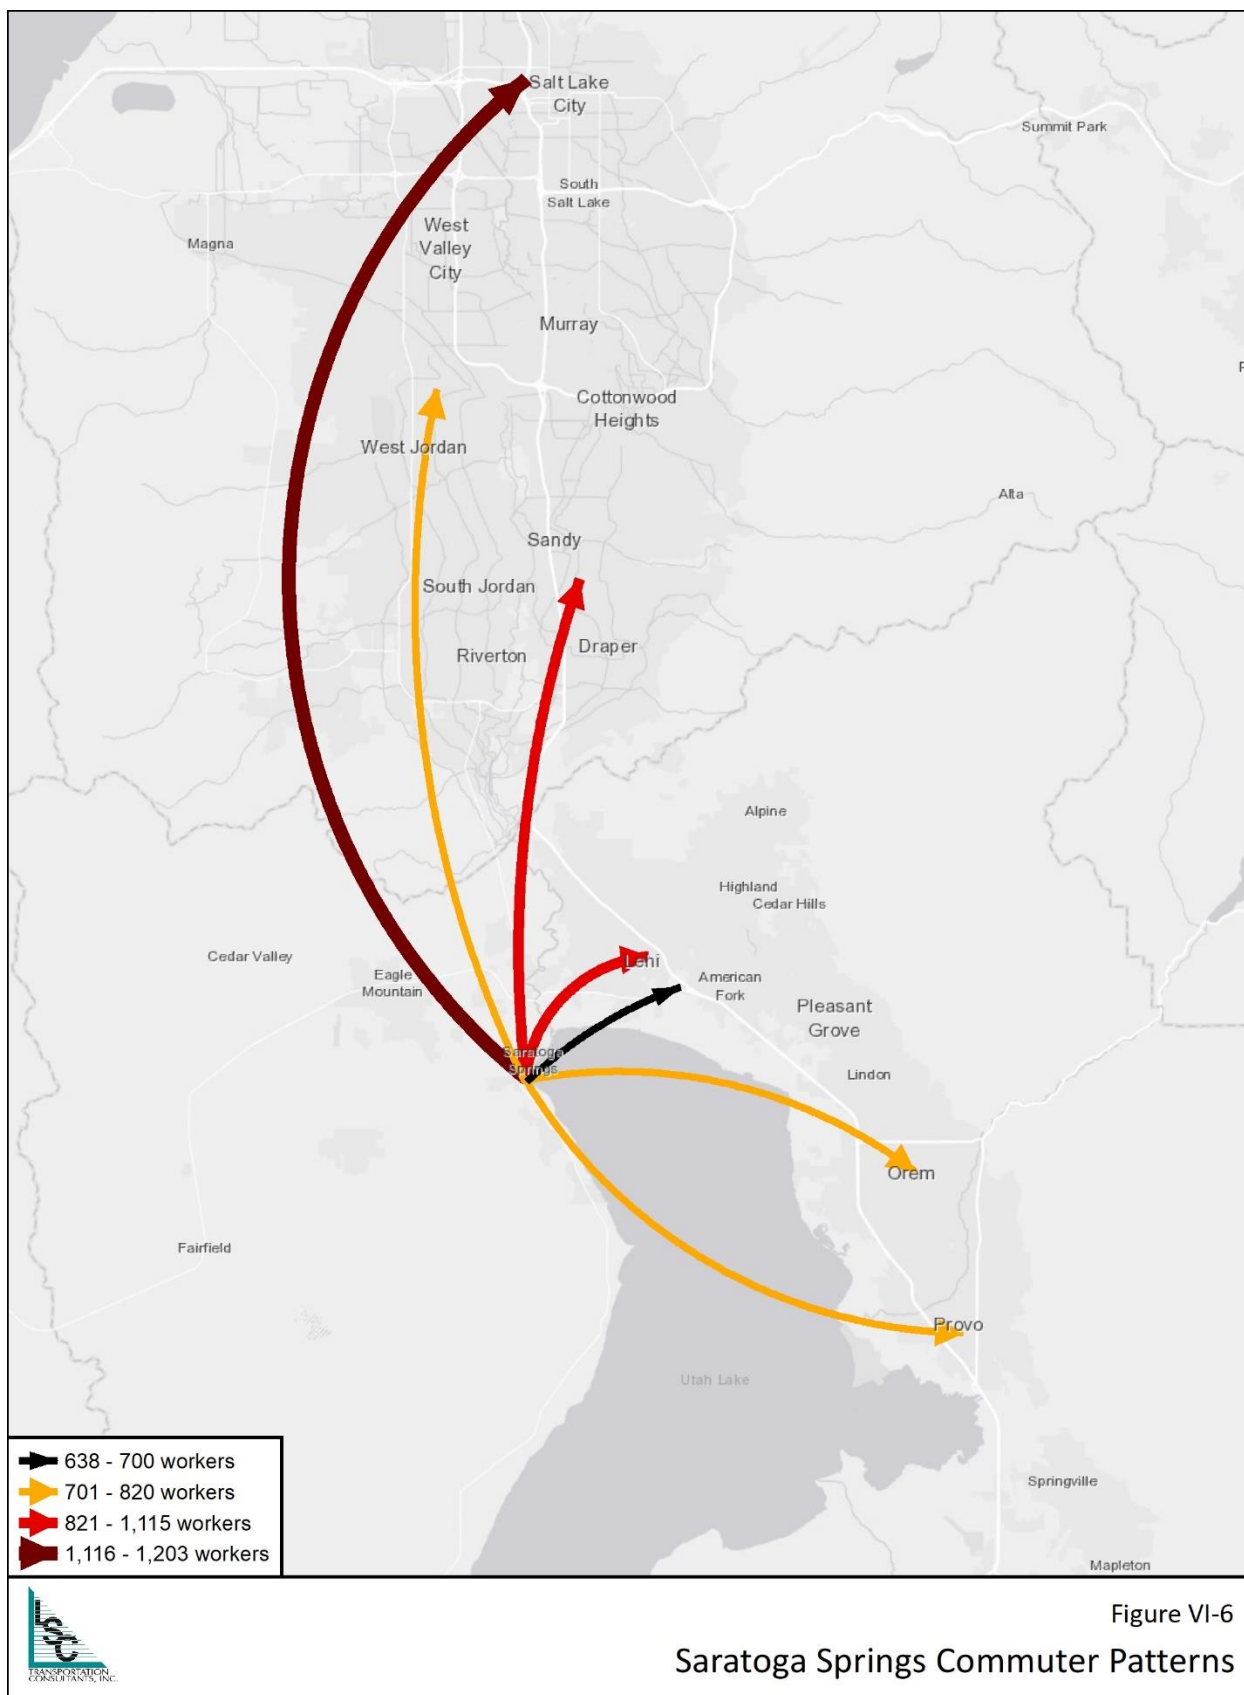 Salt Lake
City
Summit Park
South
Salt Lake
West
Valley
City
Magna
Murray
Cottonwood
Heights
West Jordan
Alta
Sandy
South Jordan
Draper
Riverton
Alpine
Highland
Cedar Hills
Cedar Valley
Lehi
Eagle
Mountain
American
Fork
Pleasant
Grove
Saratoga
Springs
Lindon
Orem
Fairfield
Provo
Utah Lake
638 - 700 workers
701 - 820 workers
821 - 1,115 workers
1,116 - 1,203 workers
Springville
Mapleton
LSC
TRANSPORTATION
CONSULTANTS, INC.
Figure VI-6
Saratoga Springs Commuter Patterns